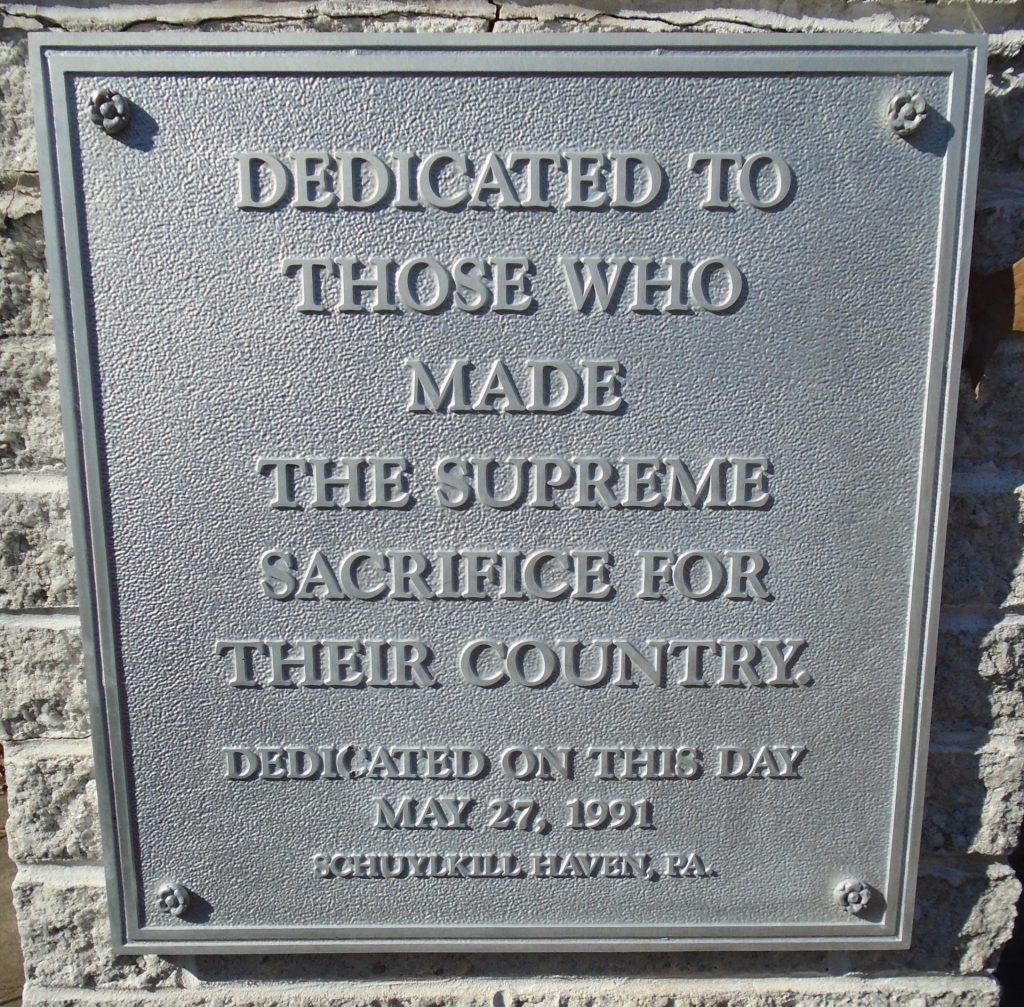 DEDICATED TO
THOSE WHO
MADE
THE SUPREME
SACRIFICE FOR
THEIR COUNTRY.
DEDICATED ON THIS DAY
MAY 27, 1991
SCHUYLKILL HAVEN, PA.